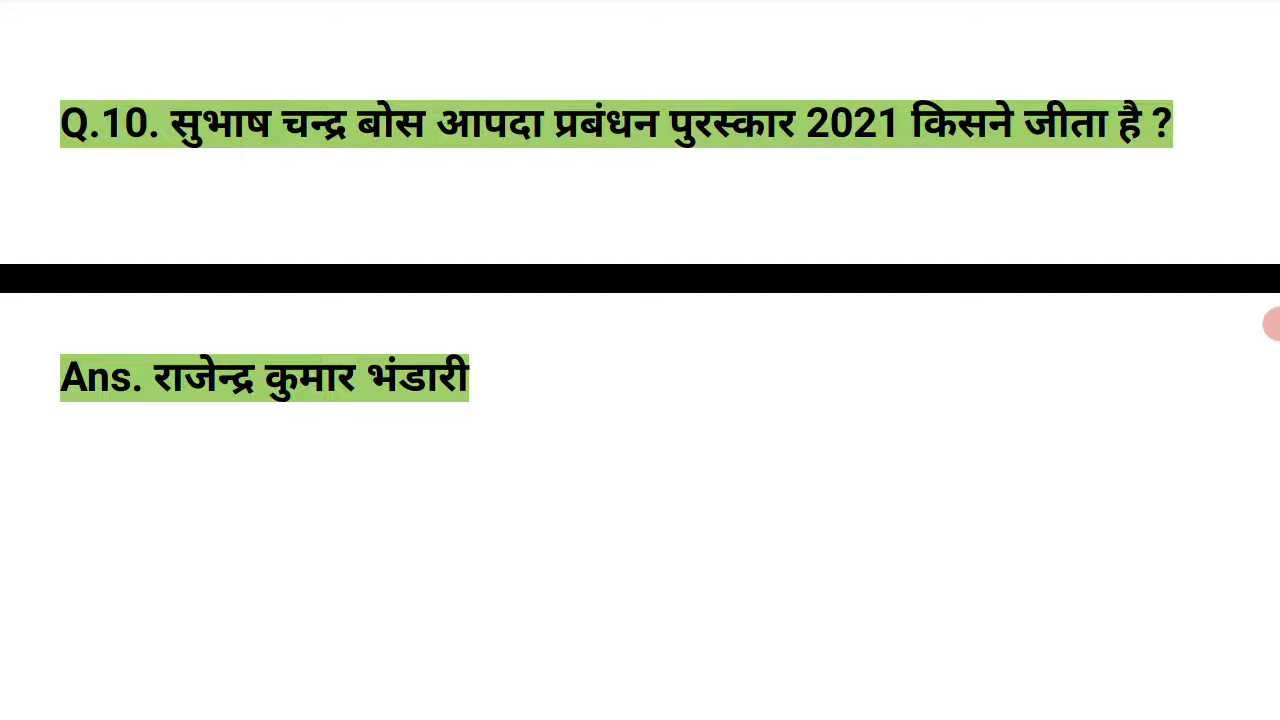 Q.10. सुभाष चन्द्र बोस आपदा प्रबंधन पुरस्कार 2021 किसने जीता है ?
Ans. राजेन्द्र कुमार भंडारी